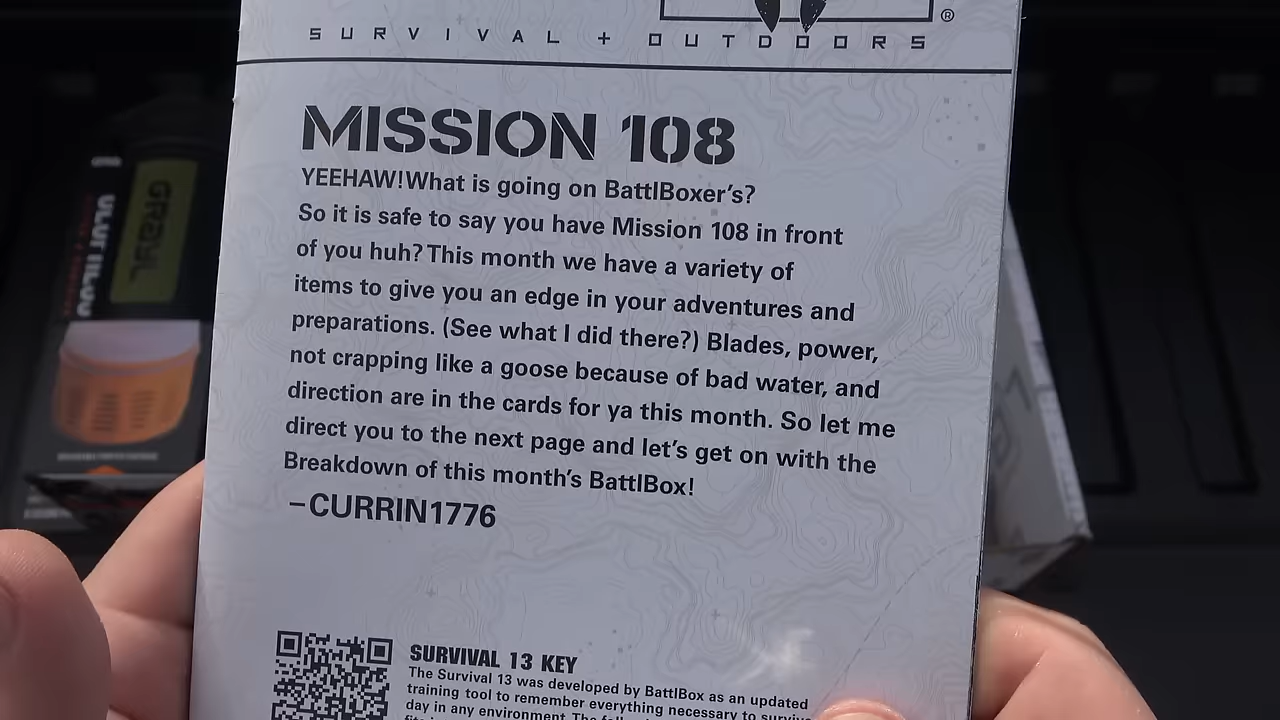 SURVIVAL + OUTDOORS
®
MISSION 108
YEEHAW!What is going on BattlBoxer's?
So it is safe to say you have Mission 108 in front
of you huh? This month we have a variety of
items to give you an edge in your adventures and
preparations. (See what I did there?) Blades, power,
not crapping like a goose because of bad water, and
direction are in the cards for ya this month. So let me
direct you to the next page and let's get on with the
Breakdown of this month's BattlBox!
–CURRIN1776
SURVIVAL 13 KEY
The Survival 13 was developed by BattlBox as an updated
training tool to remember everything necessary to survive
day in any environment. The
GRAYL